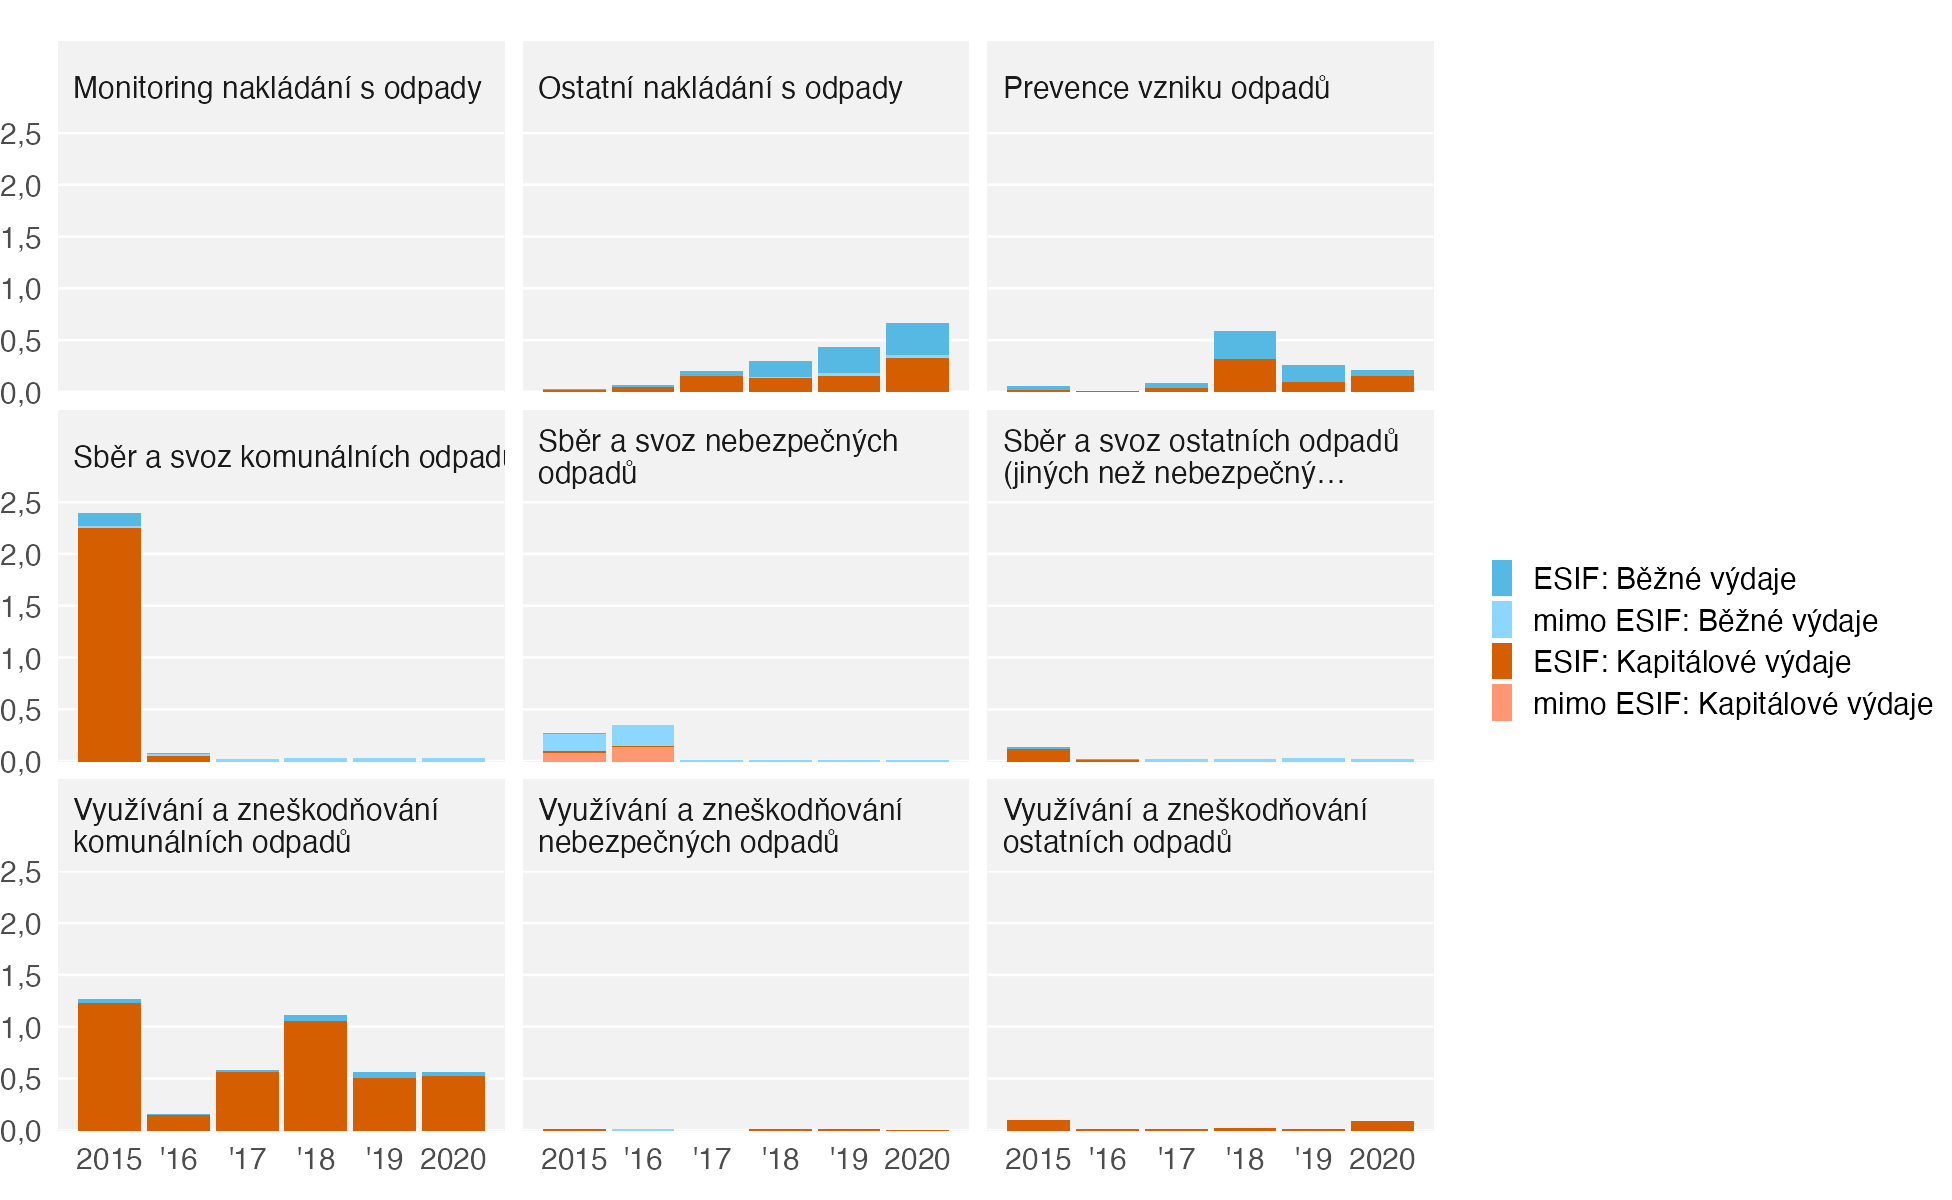 Monitoring nakládání s odpady
Ostatní nakládání s odpady
Prevence vzniku odpadů
2,5
2,0
1,5
1,0
0,5
0,0
Sběr a svoz komunálních odpadů
Sběr a svoz nebezpečných
odpadů
Sběr a svoz ostatních odpadů
(jiných než nebezpečný…
2,5
2,0
1,5
1,0
0,5
0,0
Využívání a zneškodňování
komunálních odpadů
Využívání a zneškodňování
nebezpečných odpadů
Využívání a zneškodňování
ostatních odpadů
2,5
2,0
1,5
1,0
0,5
0,0
2015 '16 '17 '18 '19 2020
2015 '16 '17 '18 '19 2020
2015 '16 '17 '18 '19 2020
ESIF: Běžné výdaje
mimo ESIF: Běžné výdaje
ESIF: Kapitálové výdaje
mimo ESIF: Kapitálové výdaje